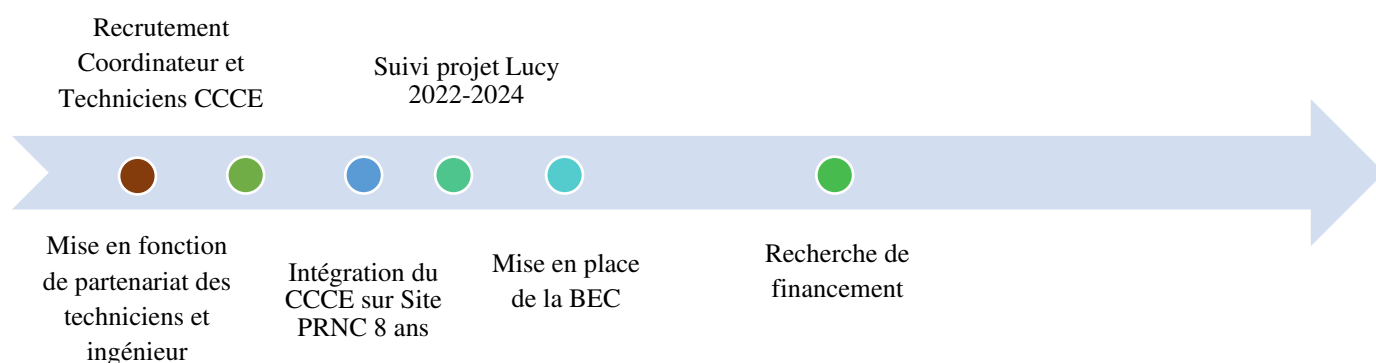 Recrutement
Coordinateur et
Techniciens CCCE
Suivi projet Lucy
2022-2024
Mise en fonction
de partenariat des
techniciens et
ingénieur
Intégration du
CCCE sur Site
PRNC 8 ans
Mise en place
de la BEC
Recherche de
financement